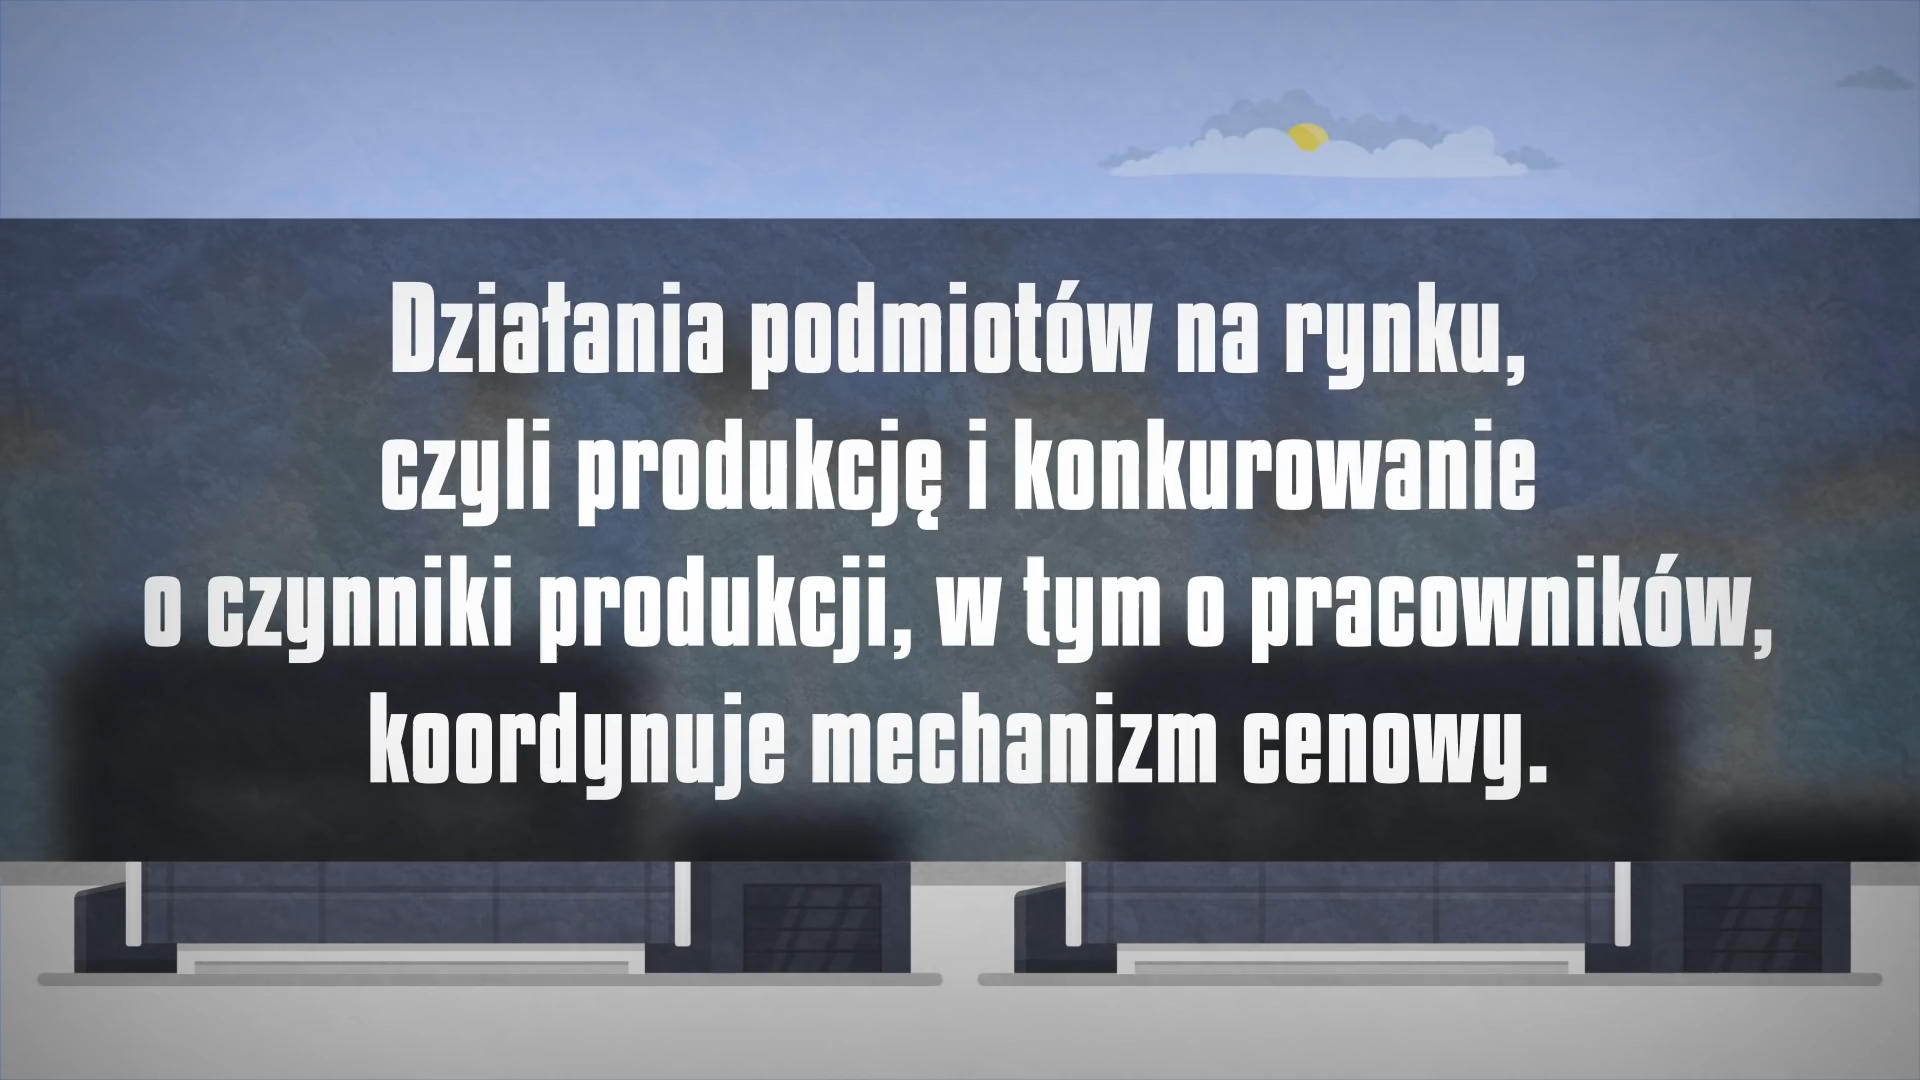 Działania podmiotów na rynku,
czyli produkcję i konkurowanie
o czynniki produkcji, w tym o pracowników,
koordynuje mechanizm cenowy.